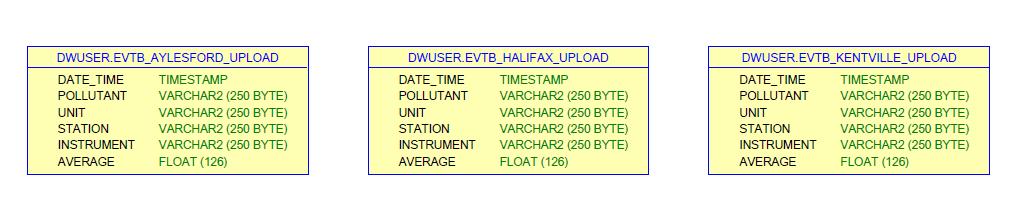 DWUSER.EVTB_AYLESFORD_UPLOAD
DATE_TIME TIMESTAMP
POLLUTANT VARCHAR2 (250 BYTE)
UNIT VARCHAR2 (250 BYTE)
STATION VARCHAR2 (250 BYTE)
INSTRUMENT VARCHAR2 (250 BYTE)
AVERAGE FLOAT (126)
DWUSER.EVTB_HALIFAX_UPLOAD
DATE_TIME TIMESTAMP
POLLUTANT VARCHAR2 (250 BYTE)
UNIT VARCHAR2 (250 BYTE)
STATION VARCHAR2 (250 BYTE)
INSTRUMENT VARCHAR2 (250 BYTE)
AVERAGE FLOAT (126)
DWUSER.EVTB_KENTVILLE_UPLOAD
DATE_TIME TIMESTAMP
POLLUTANT VARCHAR2 (250 BYTE)
UNIT VARCHAR2 (250 BYTE)
STATION VARCHAR2 (250 BYTE)
INSTRUMENT VARCHAR2 (250 BYTE)
AVERAGE FLOAT (126)